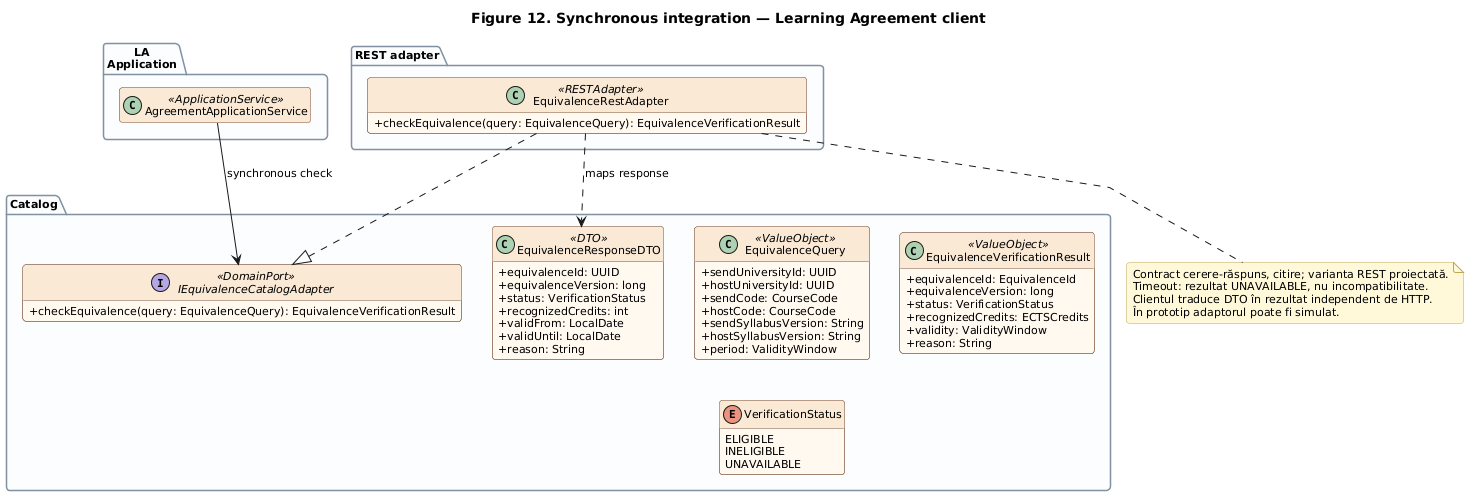 Figure 12. Synchronous integration — Learning Agreement client
LA
Application
«ApplicationService»
C
AgreementApplicationService
REST adapter
«RESTAdapter»
C
EquivalenceRestAdapter
+checkEquivalence(query: EquivalenceQuery): EquivalenceVerificationResult
synchronous check
maps response
Catalog
«DomainPort»
I
IEquivalenceCatalogAdapter
+checkEquivalence(query: EquivalenceQuery): EquivalenceVerificationResult
«DTO»
C
EquivalenceResponseDTO
+equivalenceId: UUID
+equivalenceVersion: long
+status: VerificationStatus
+recognizedCredits: int
+validFrom: LocalDate
+validUntil: LocalDate
+reason: String
«ValueObject»
C
EquivalenceQuery
+sendUniversityId: UUID
+hostUniversityId: UUID
+sendCode: CourseCode
+hostCode: CourseCode
+sendSyllabusVersion: String
+hostSyllabusVersion: String
+period: ValidityWindow
«ValueObject»
C
EquivalenceVerificationResult
+equivalenceId: EquivalenceId
+equivalenceVersion: long
+status: VerificationStatus
+recognizedCredits: ECTSCredits
+validity: ValidityWindow
+reason: String
Contract cerere-răspuns, citire; varianta REST proiectată.
Timeout: rezultat UNAVAILABLE, nu incompatibilitate.
Clientul traduce DTO în rezultat independent de HTTP.
În prototip adaptorul poate fi simulat.
E VerificationStatus
ELIGIBLE
INELIGIBLE
UNAVAILABLE